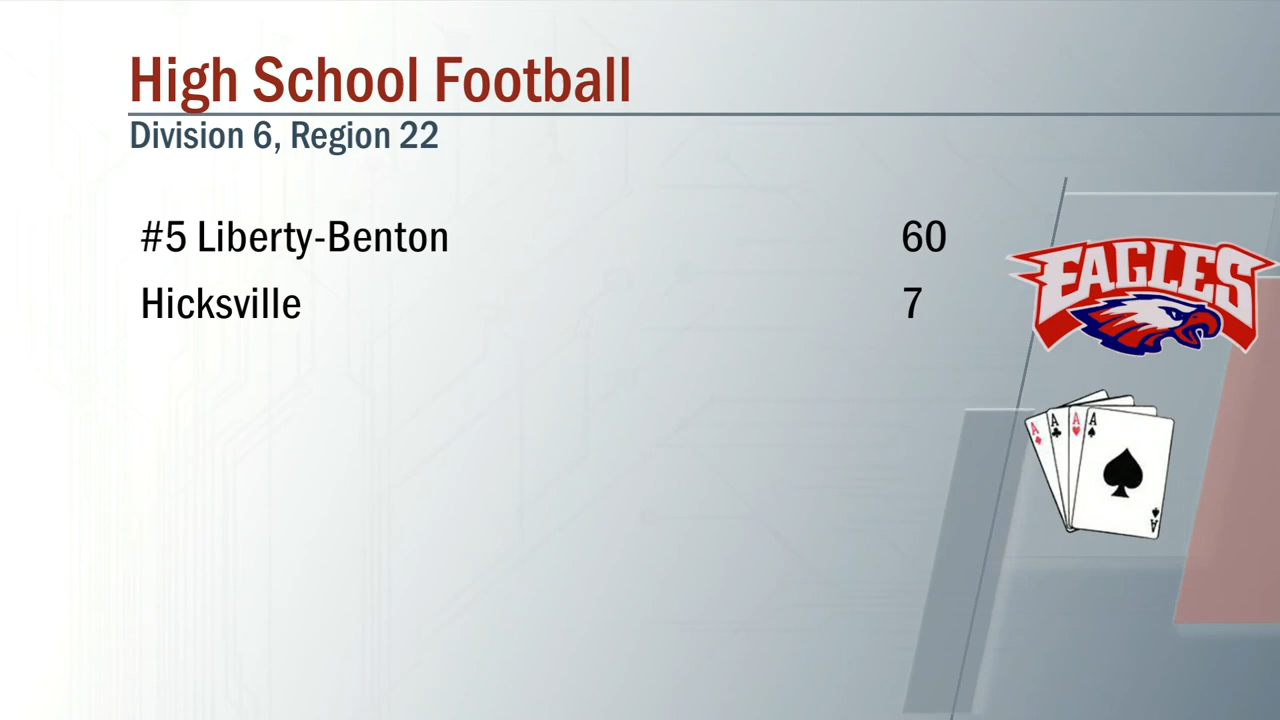 High School Football
Division 6, Region 22
#5 Liberty-Benton 60
Hicksville 7
EAGLES
A A A A
A